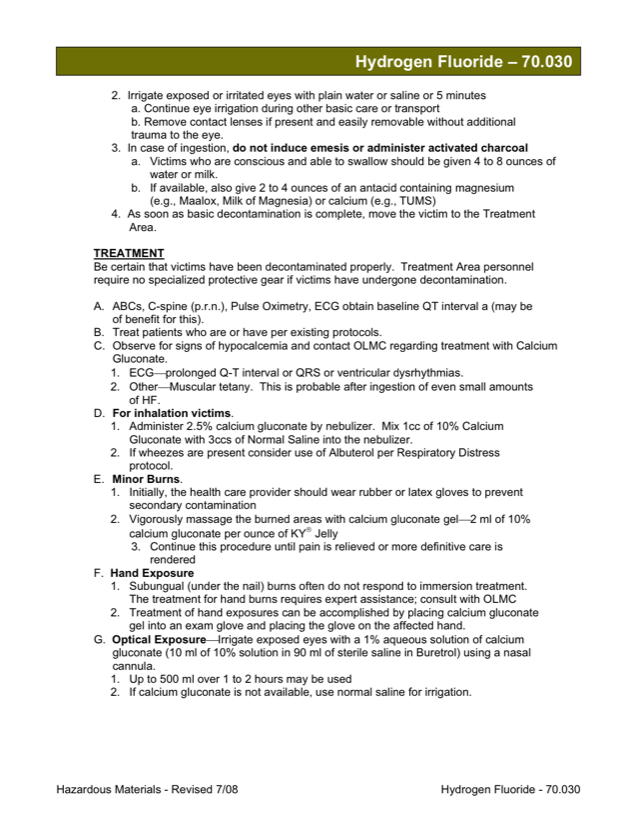 Hydrogen Fluoride – 70.030
2. Irrigate exposed or irritated eyes with plain water or saline or 5 minutes
a. Continue eye irrigation during other basic care or transport
b. Remove contact lenses if present and easily removable without additional
trauma to the eye.
3. In case of ingestion, do not induce emesis or administer activated charcoal
a. Victims who are conscious and able to swallow should be given 4 to 8 ounces of
water or milk.
b. If available, also give 2 to 4 ounces of an antacid containing magnesium
(e.g., Maalox, Milk of Magnesia) or calcium (e.g., TUMS)
4. As soon as basic decontamination is complete, move the victim to the Treatment
Area.
TREATMENT
Be certain that victims have been decontaminated properly. Treatment Area personnel
require no specialized protective gear if victims have undergone decontamination.
A. ABCs, C-spine (p.r.n.), Pulse Oximetry, ECG obtain baseline QT interval a (may be
of benefit for this).
B. Treat patients who are or have per existing protocols.
C. Observe for signs of hypocalcemia and contact OLMC regarding treatment with Calcium
Gluconate.
1. ECG—prolonged Q-T interval or QRS or ventricular dysrhythmias.
2. Other—Muscular tetany. This is probable after ingestion of even small amounts
of HF.
D. For inhalation victims.
1. Administer 2.5% calcium gluconate by nebulizer. Mix 1cc of 10% Calcium
Gluconate with 3ccs of Normal Saline into the nebulizer.
2. If wheezes are present consider use of Albuterol per Respiratory Distress
protocol.
E. Minor Burns.
1. Initially, the health care provider should wear rubber or latex gloves to prevent
secondary contamination
2. Vigorously massage the burned areas with calcium gluconate gel—2 ml of 10%
calcium gluconate per ounce of KY® Jelly
3. Continue this procedure until pain is relieved or more definitive care is
rendered
F. Hand Exposure
1. Subungual (under the nail) burns often do not respond to immersion treatment.
The treatment for hand burns requires expert assistance; consult with OLMC
2. Treatment of hand exposures can be accomplished by placing calcium gluconate
gel into an exam glove and placing the glove on the affected hand.
G. Optical Exposure—Irrigate exposed eyes with a 1% aqueous solution of calcium
gluconate (10 ml of 10% solution in 90 ml of sterile saline in Buretrol) using a nasal
cannula.
1. Up to 500 ml over 1 to 2 hours may be used
2. If calcium gluconate is not available, use normal saline for irrigation.
Hazardous Materials - Revised 7/08 Hydrogen Fluoride - 70.030